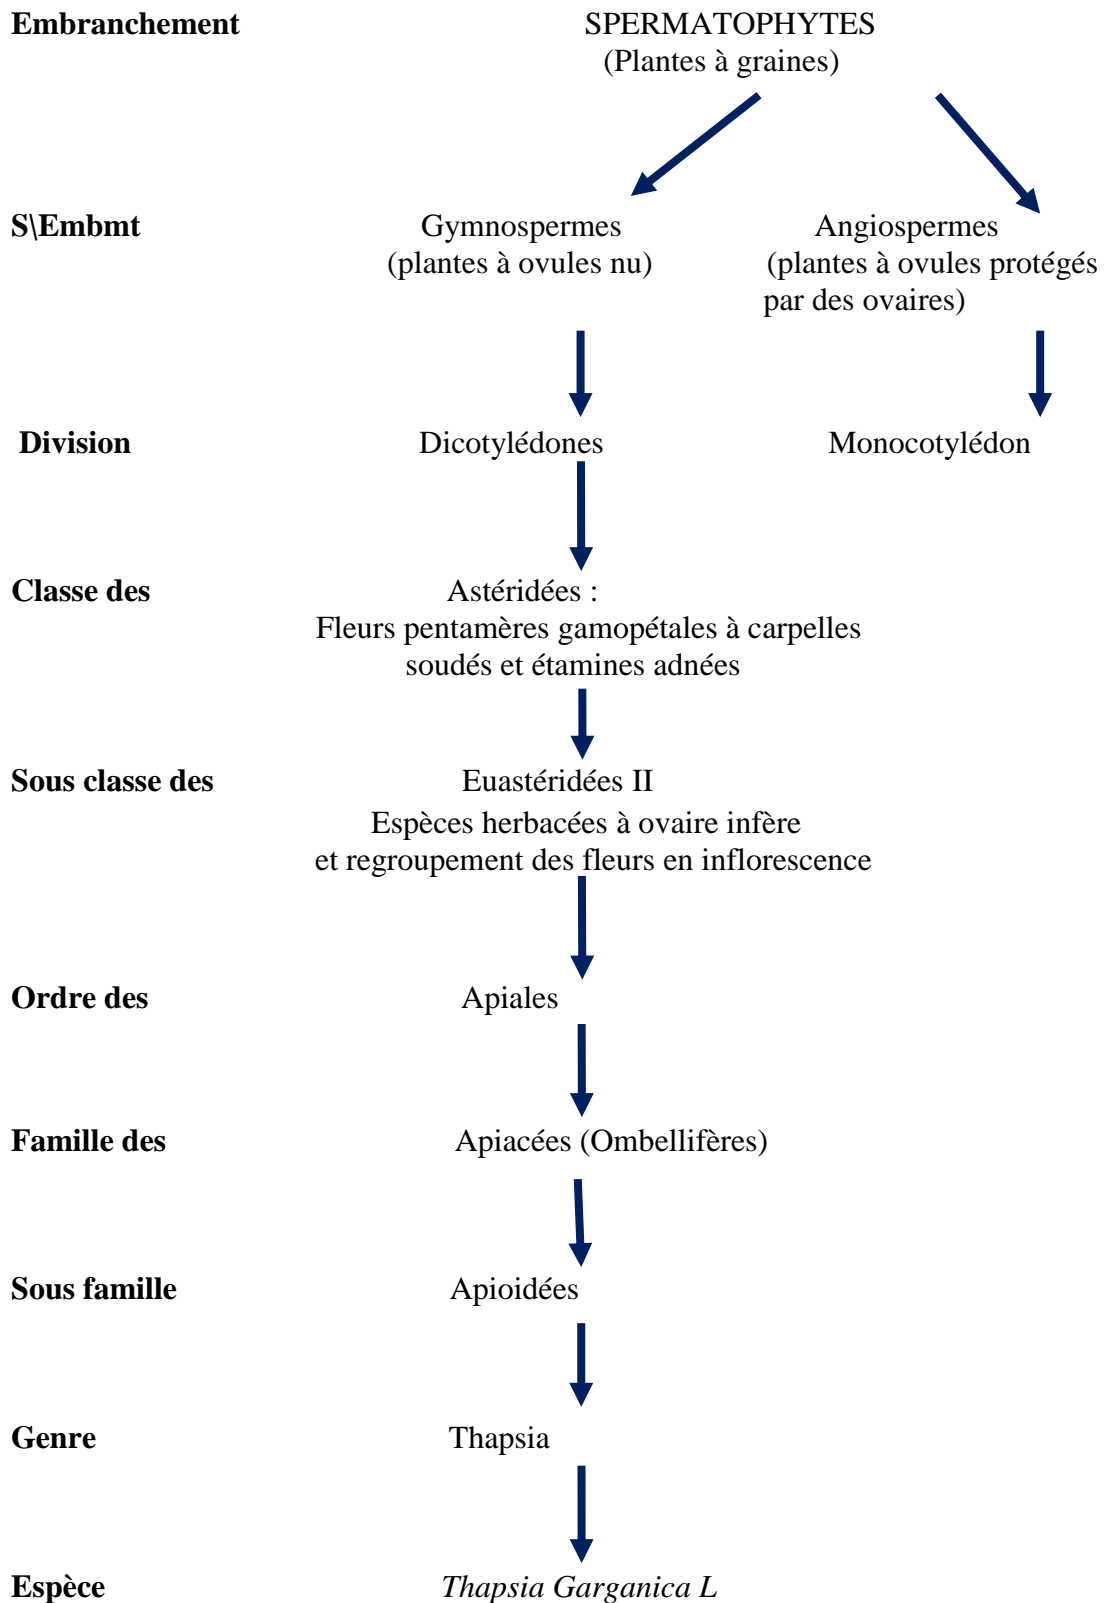 Embranchement SPERMATOPHYTES
(Plantes à graines)
S\Embmt Gymnospermes Angiospermes
(plantes à ovules nu) (plantes à ovules protégés
par des ovaires)
Division Dicotylédones Monocotylédon
Classe des Astéridées :
Fleurs pentamères gamopétales à carpelles
soudés et étamines adnées
Sous classe des Euastéridées II
Espèces herbacées à ovaire infère
et regroupement des fleurs en inflorescence
Ordre des Apiales
Famille des Apiacées (Ombellifères)
Sous famille Apioidées
Genre Thapsia
Espèce Thapsia Garganica L